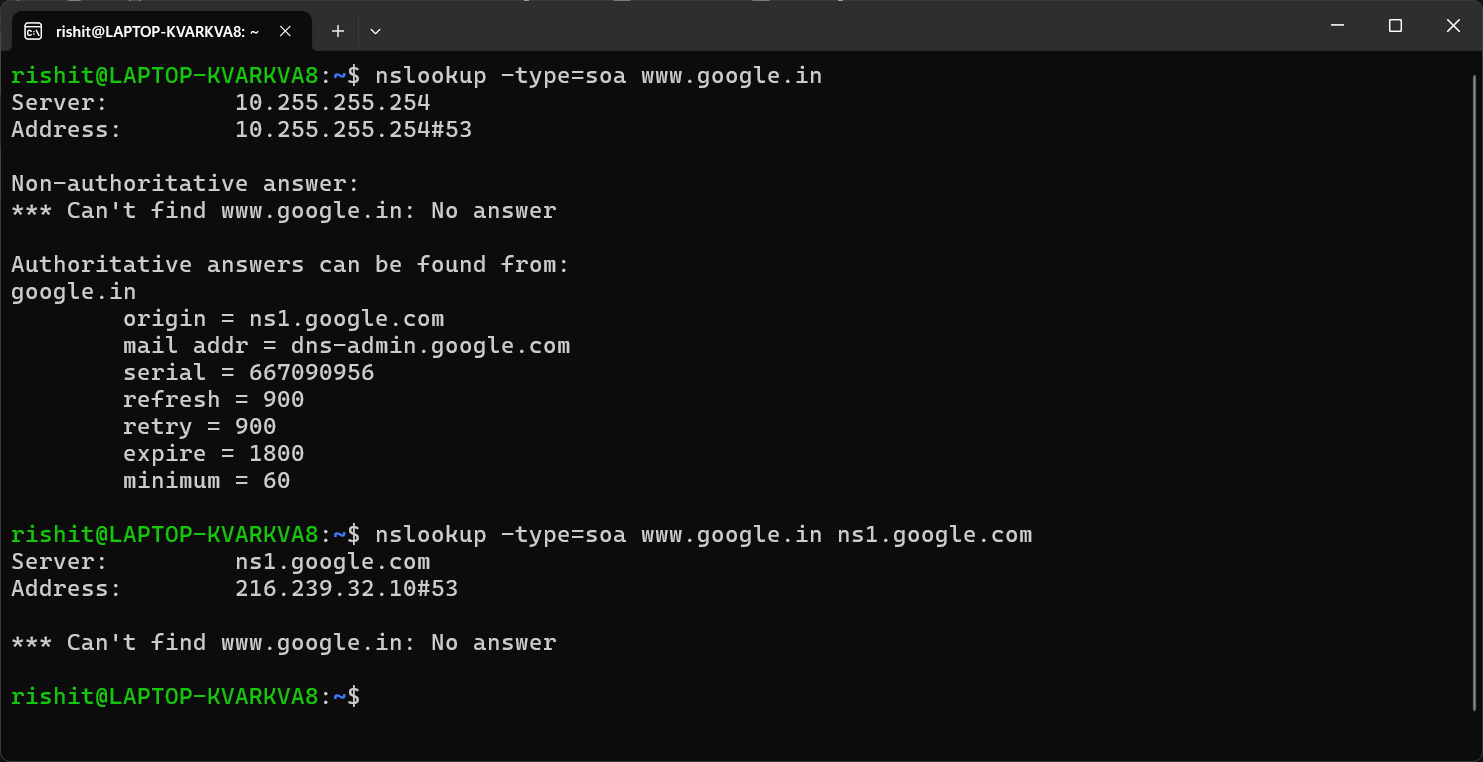 rishit@LAPTOP-KVARKVA8: ~
rishit@LAPTOP-KVARKVA8:~$ nslookup -type=soa www.google.in
Server:         10.255.255.254
Address:        10.255.255.254#53

Non-authoritative answer:
*** Can't find www.google.in: No answer

Authoritative answers can be found from:
google.in
        origin = ns1.google.com
        mail addr = dns-admin.google.com
        serial = 667090956
        refresh = 900
        retry = 900
        expire = 1800
        minimum = 60

rishit@LAPTOP-KVARKVA8:~$ nslookup -type=soa www.google.in ns1.google.com
Server:         ns1.google.com
Address:        216.239.32.10#53

*** Can't find www.google.in: No answer

rishit@LAPTOP-KVARKVA8:~$